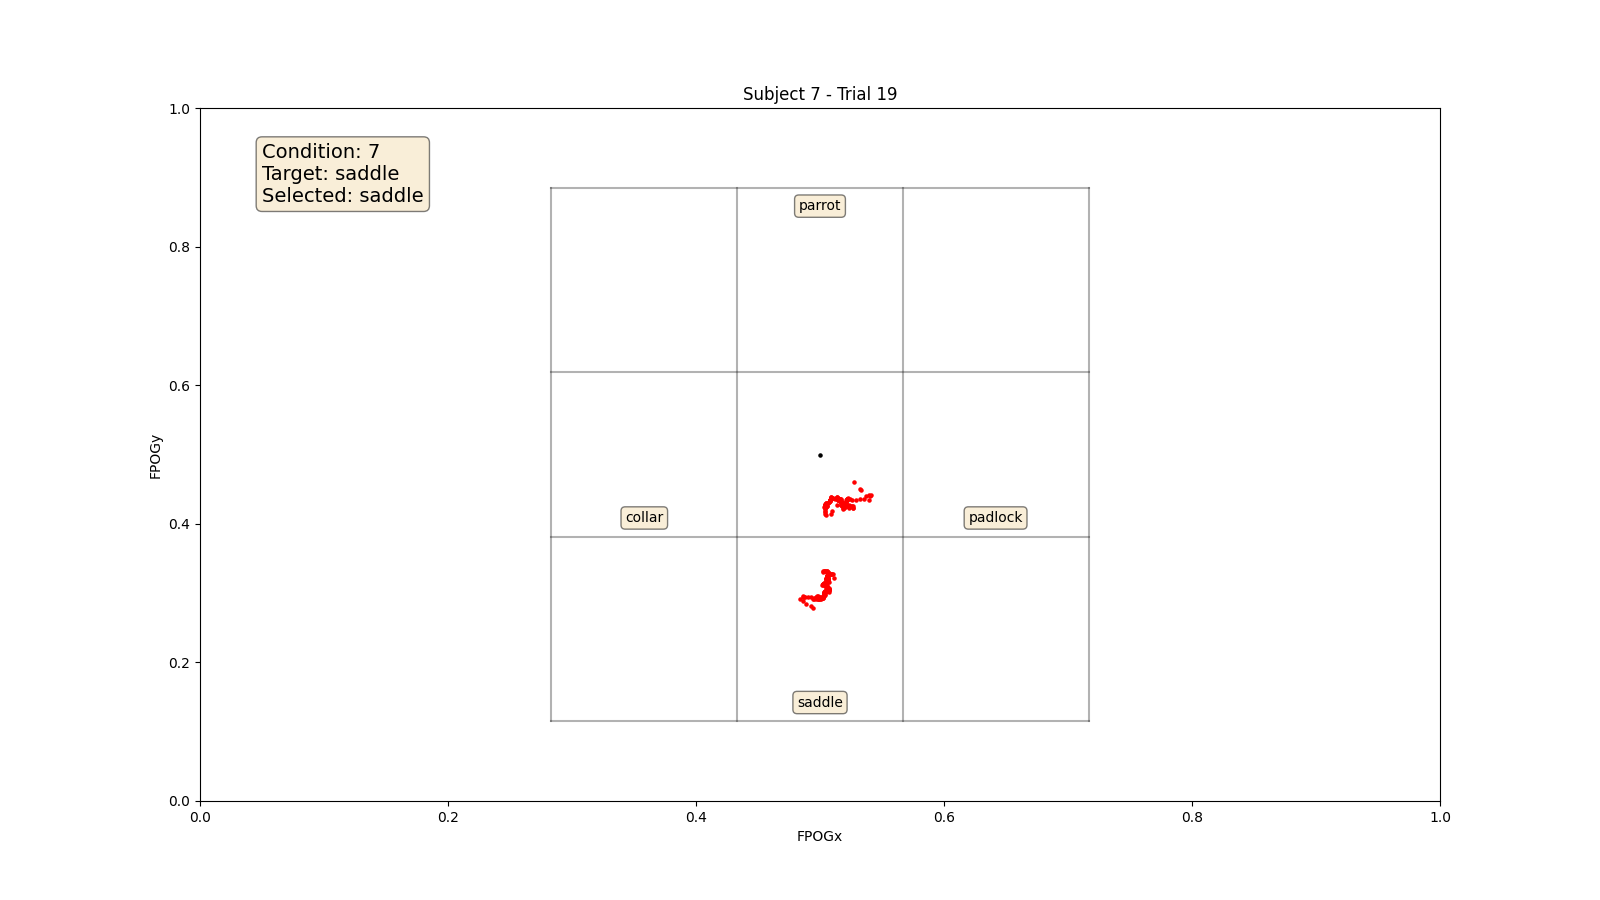 Subject 7 - Trial 19
Condition: 7
Target: saddle
Selected: saddle
parrot
collar
padlock
saddle
1.0
0.8
0.6
0.4
0.2
0.0
FPOGy
0.0 0.2 0.4 0.6 0.8 1.0
FPOGx